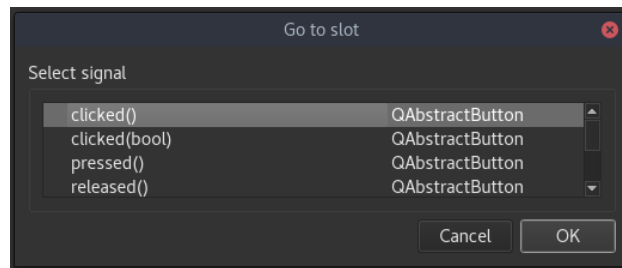 Go to slot
Select signal
clicked() QAbstractButton
clicked(bool) QAbstractButton
pressed() QAbstractButton
released() QAbstractButton
Cancel OK